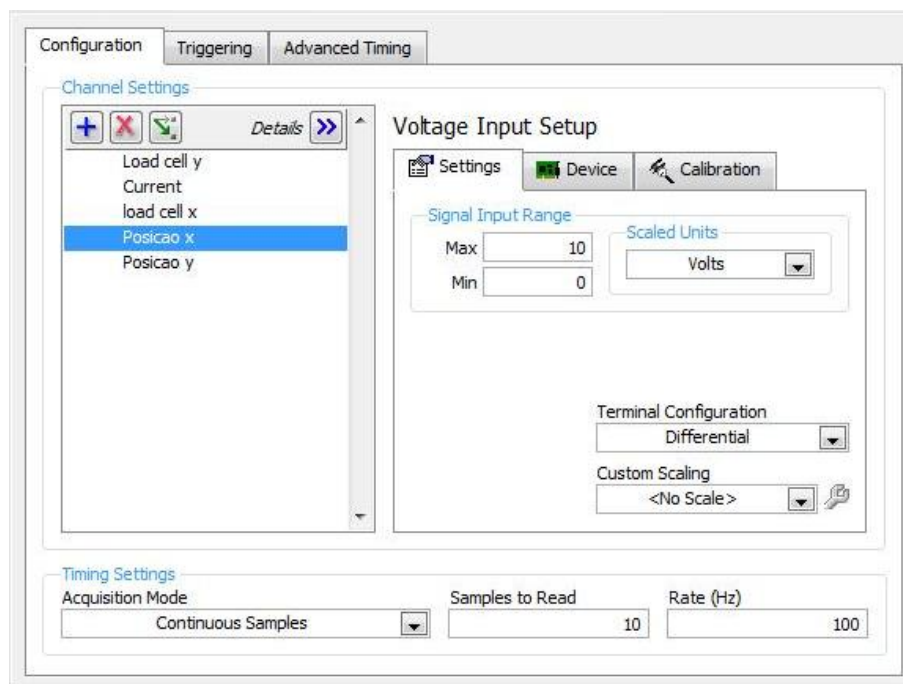 Configuration Triggering Advanced Timing
Channel Settings
Details
Load cell y
Current
load cell x
Posicao x
Posicao y
Voltage Input Setup
Settings Device Calibration
Signal Input Range
Max 10
Min 0
Scaled Units
Volts
Terminal Configuration
Differential
Custom Scaling
<No Scale>
Timing Settings
Acquisition Mode Samples to Read Rate (Hz)
Continuous Samples 10 100